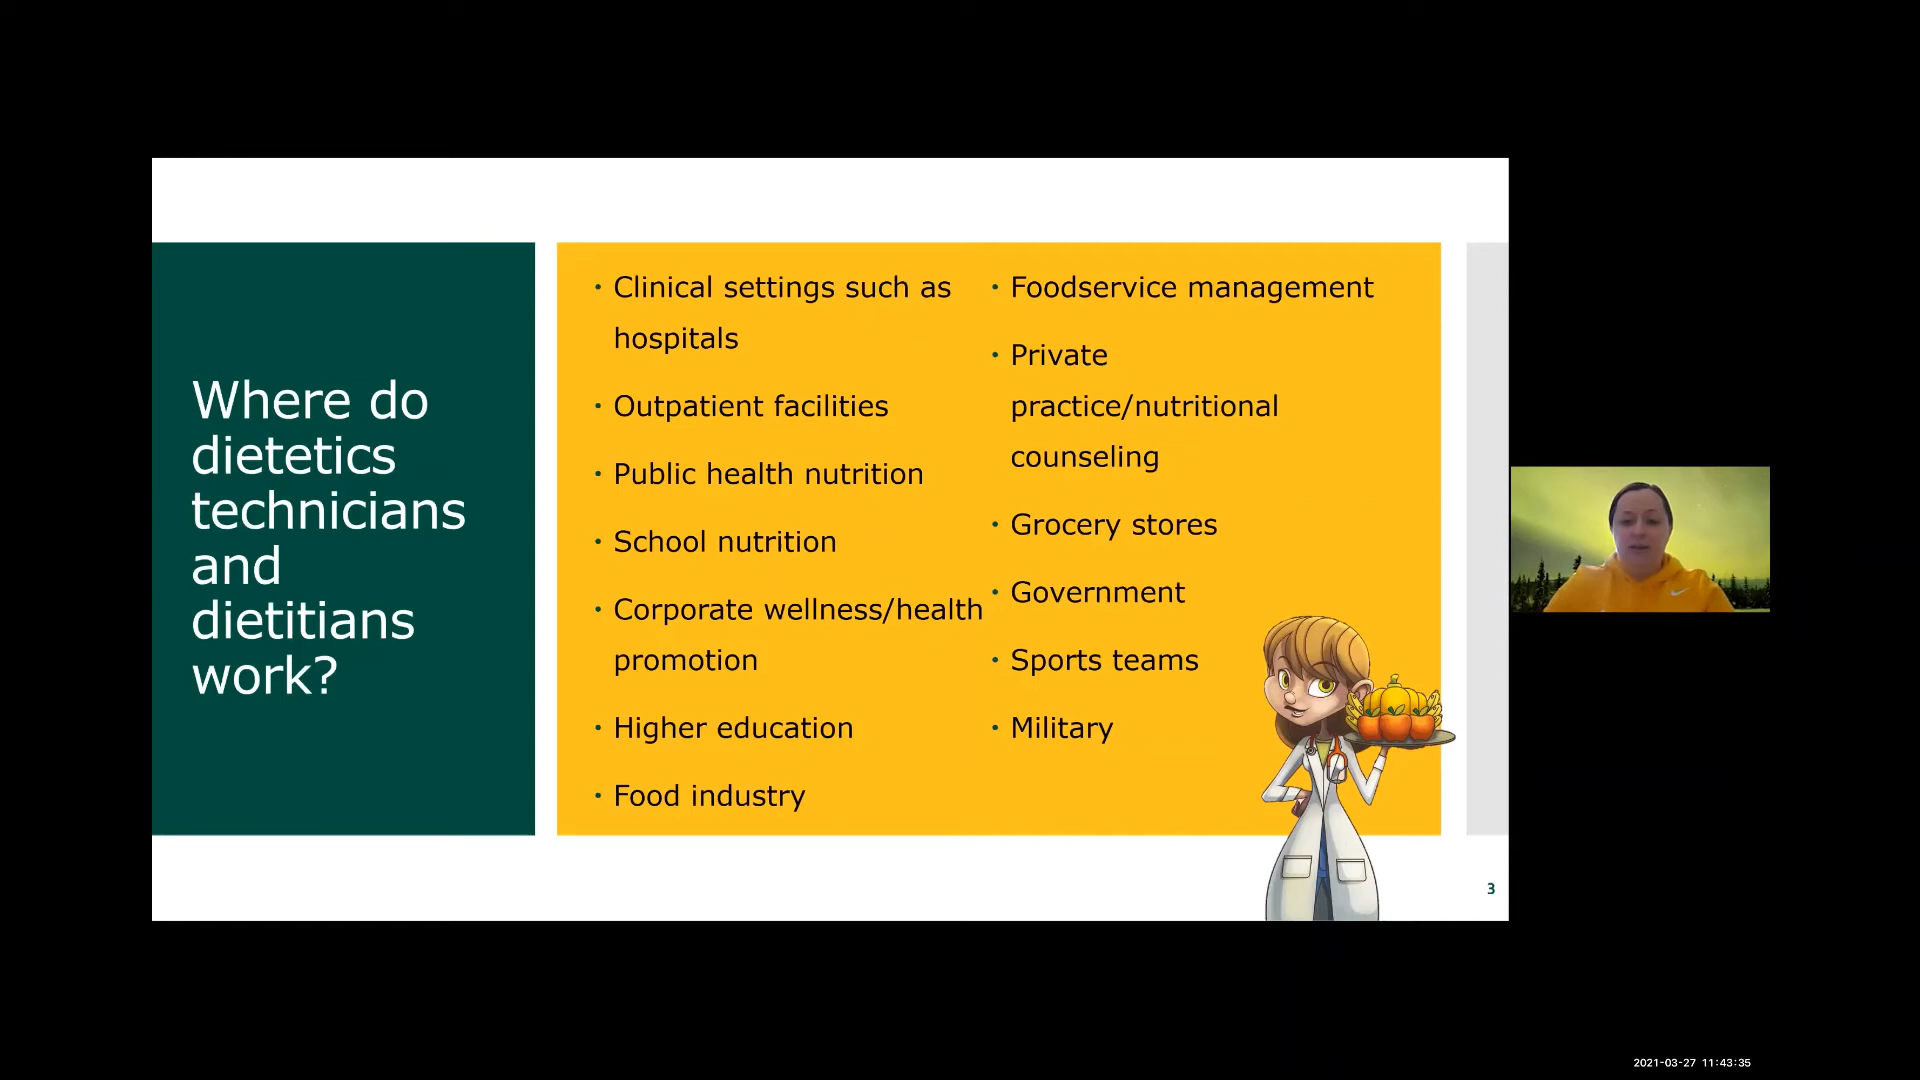 Where do
dietetics
technicians
and
dietitians
work?
• Clinical settings such as
hospitals
• Outpatient facilities
• Public health nutrition
• School nutrition
• Corporate wellness/health
promotion
• Higher education
• Food industry
• Foodservice management
• Private
practice/nutritional
counseling
• Grocery stores
• Government
• Sports teams
• Military
3
2021-03-27 11:43:35